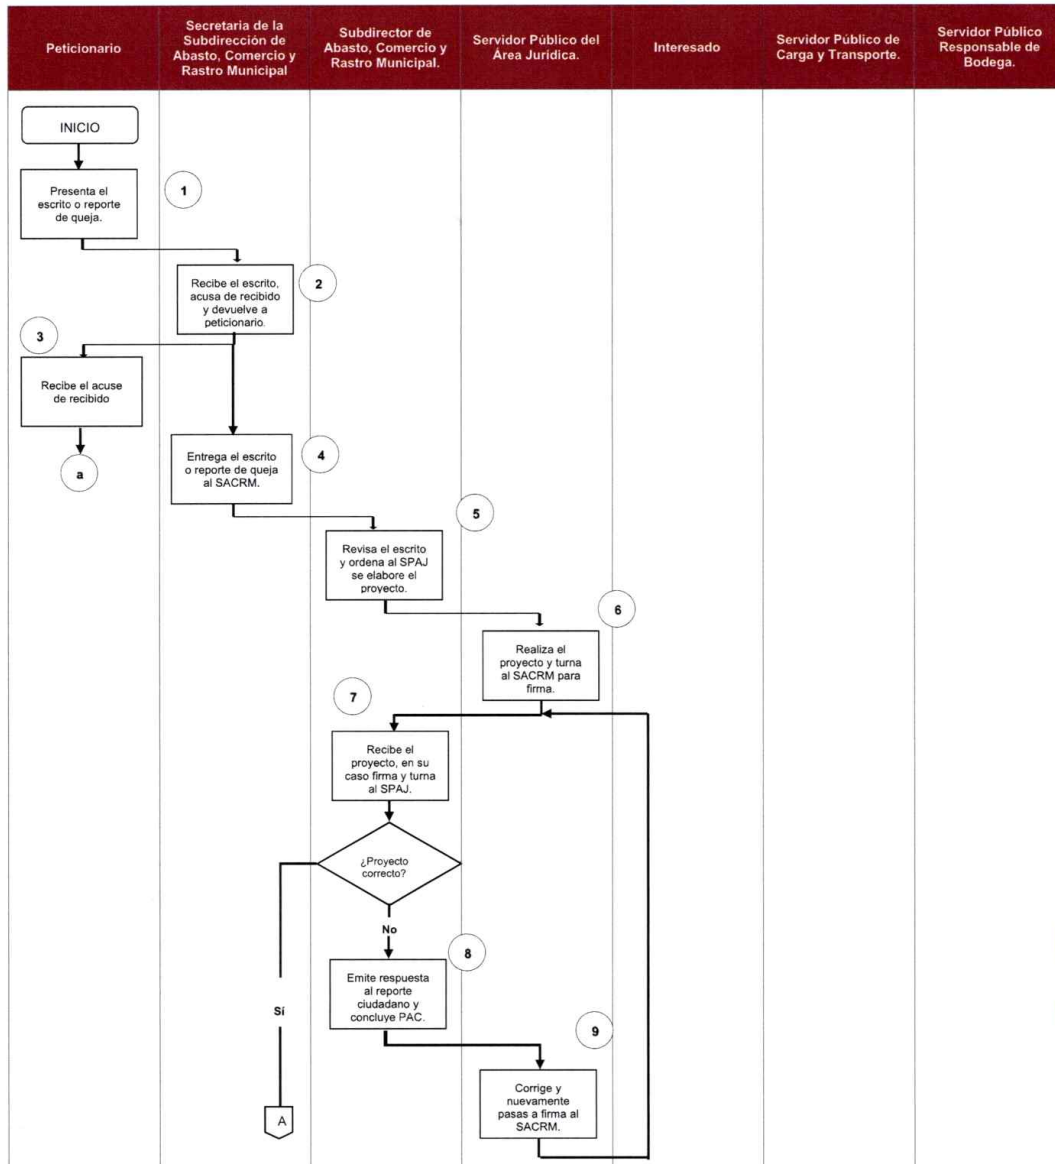 Peticionario
Secretaria de la
Subdirección de
Abasto, Comercio y
Rastro Municipal
Subdirector de
Abasto, Comercio y
Rastro Municipal.
Servidor Público del
Área Jurídica.
Interesado
Servidor Público de
Carga y Transporte.
Servidor Público
Responsable de
Bodega.
INICIO
Presenta el
escrito o reporte
de queja.
1
Recibe el escrito,
acusa de recibido
y devuelve a
peticionario.
2
3
Recibe el acuse
de recibido
a
Entrega el escrito
o reporte de queja
al SACRM.
4
5
Revisa el escrito
y ordena al SPAJ
se elabore el
proyecto.
6
Realiza el
proyecto y turna
al SACRM para
firma.
7
Recibe el
proyecto, en su
caso firma y turna
al SPAJ.
¿Proyecto
correcto?
No
8
Emite respuesta
al reporte
ciudadano y
concluye PAC.
Sí
9
Corrige y
nuevamente
pasas a firma al
SACRM.
A